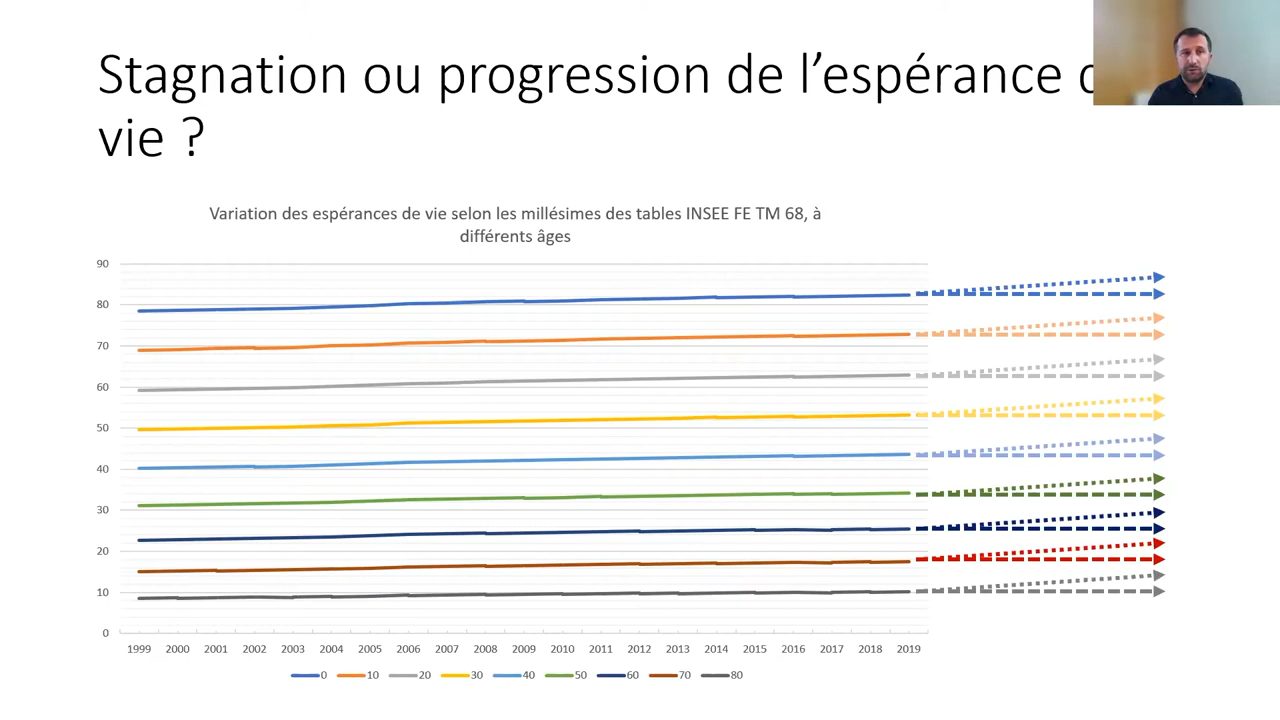 Stagnation ou progression de l’espérance
vie ?
Variation des espérances de vie selon les millésimes des tables INSEE FE TM 68, à
différents âges
90
80
70
60
50
40
30
20
10
0
1999 2000 2001 2002 2003 2004 2005 2006 2007 2008 2009 2010 2011 2012 2013 2014 2015 2016 2017 2018 2019
0 10 20 30 40 50 60 70 80